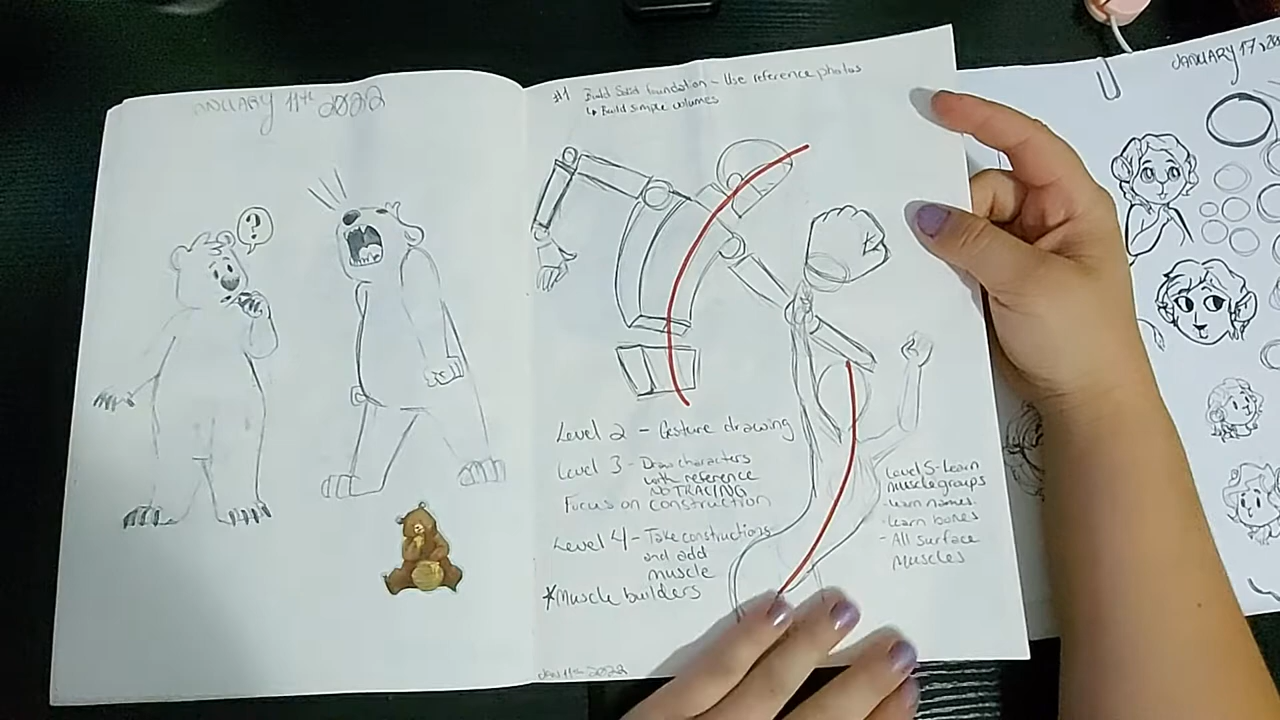 JANUARY 11th 2022
?
#1 Build Solid foundation - Use reference photos
↳ Build simple volumes
Level 2 - Gesture drawing
Level 3 - Draw characters
with reference
NO TRACING
Focus on construction
Level 4 - Take constructions
and add
muscle
*Muscle builders
Level 5 - Learn
muscle groups
- learn names
- learn bones
- All surface
muscles
Jan 11th 2022
JANUARY 17,